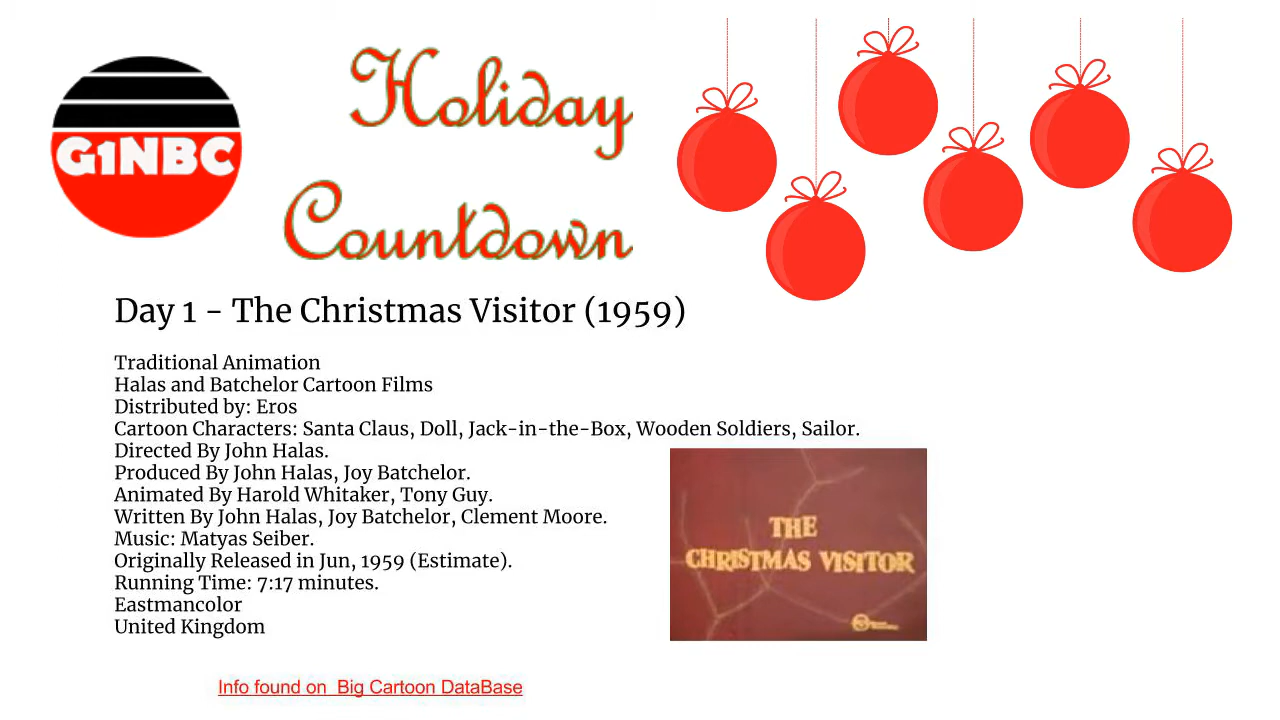 G1NBC
Holiday
Countdown
Day 1 - The Christmas Visitor (1959)
Traditional Animation
Halas and Batchelor Cartoon Films
Distributed by: Eros
Cartoon Characters: Santa Claus, Doll, Jack-in-the-Box, Wooden Soldiers, Sailor.
Directed By John Halas.
Produced By John Halas, Joy Batchelor.
Animated By Harold Whitaker, Tony Guy.
Written By John Halas, Joy Batchelor, Clement Moore.
Music: Matyas Seiber.
Originally Released in Jun, 1959 (Estimate).
Running Time: 7:17 minutes.
Eastmancolor
United Kingdom
THE
CHRISTMAS VISITOR
Info found on  Big Cartoon DataBase